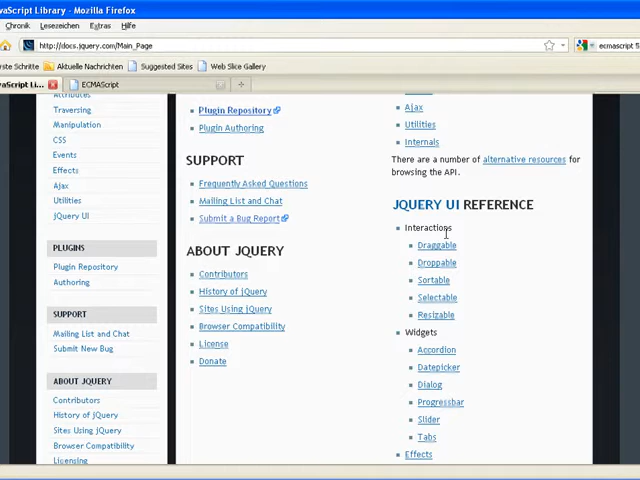 vaScript Library - Mozilla Firefox
Chronik Lesezeichen Extras Hilfe
http://docs.jquery.com/Main_Page
ecmascript 5
rste Schritte Aktuelle Nachrichten Suggested Sites Web Slice Gallery
vaScript Li... ECMAScript
Attributes
Traversing
Manipulation
CSS
Events
Effects
Ajax
Utilities
jQuery UI
PLUGINS
Plugin Repository
Authoring
SUPPORT
Mailing List and Chat
Submit New Bug
ABOUT JQUERY
Contributors
History of jQuery
Sites Using jQuery
Browser Compatibility
Licensing
Plugin Repository
Plugin Authoring
SUPPORT
Frequently Asked Questions
Mailing List and Chat
Submit a Bug Report
ABOUT JQUERY
Contributors
History of jQuery
Sites Using jQuery
Browser Compatibility
License
Donate
Ajax
Utilities
Internals
There are a number of alternative resources for
browsing the API.
JQUERY UI REFERENCE
Interactions
Draggable
Droppable
Sortable
Selectable
Resizable
Widgets
Accordion
Datepicker
Dialog
Progressbar
Slider
Tabs
Effects